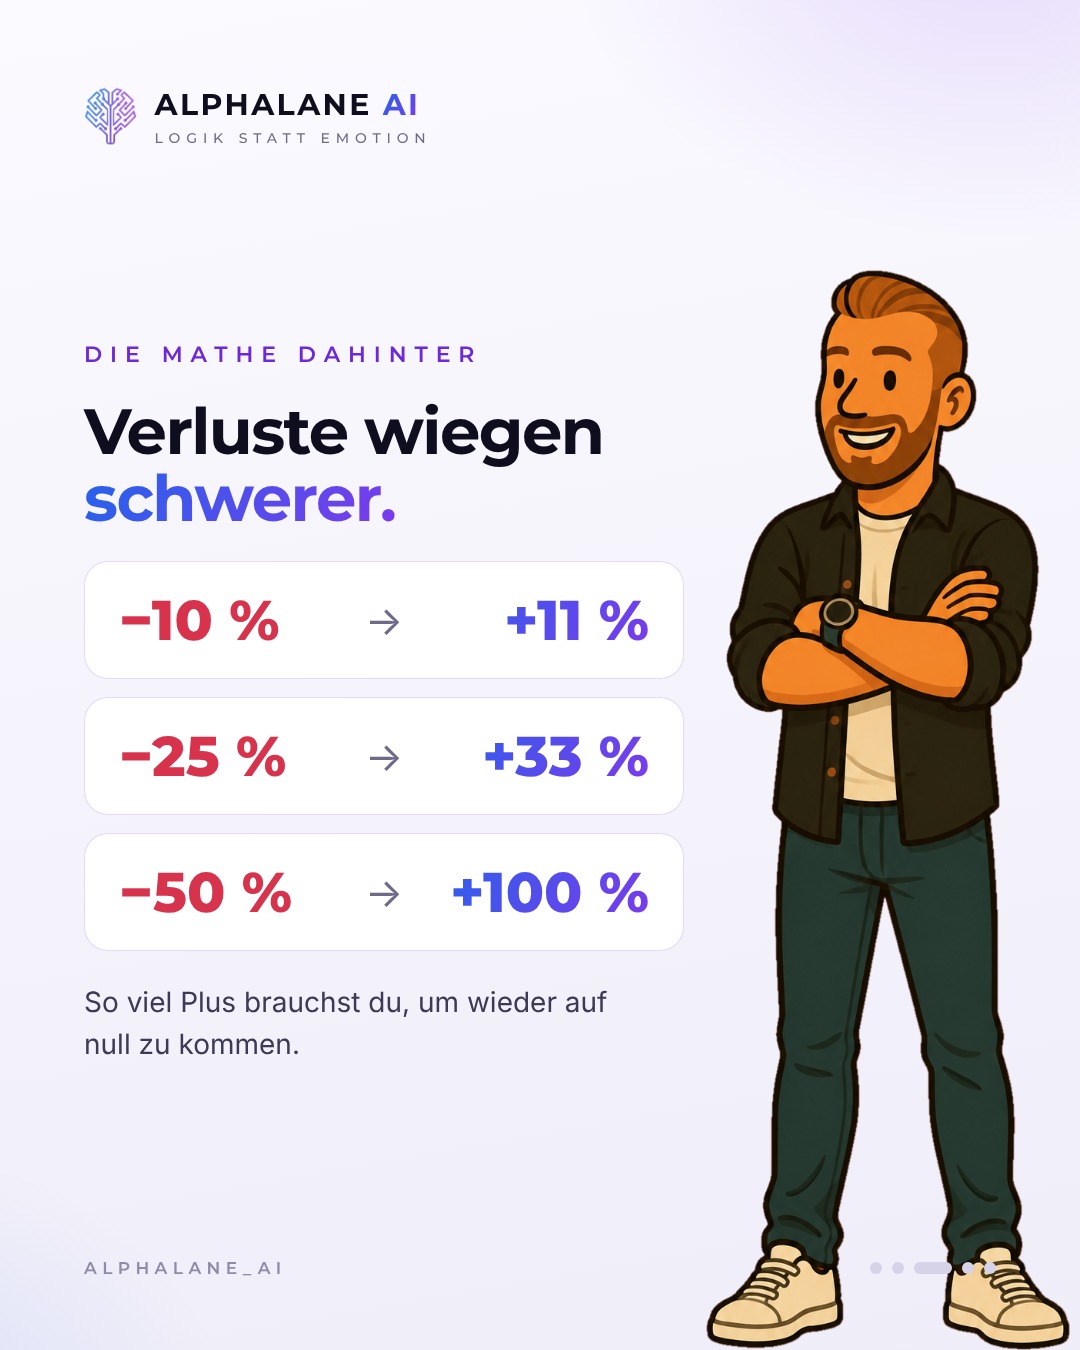 ALPHALANE AI
LOGIK STATT EMOTION
DIE MATHE DAHINTER
Verluste wiegen
schwerer.
−10 % → +11 %
−25 % → +33 %
−50 % → +100 %
So viel Plus brauchst du, um wieder auf
null zu kommen.
ALPHALANE_AI